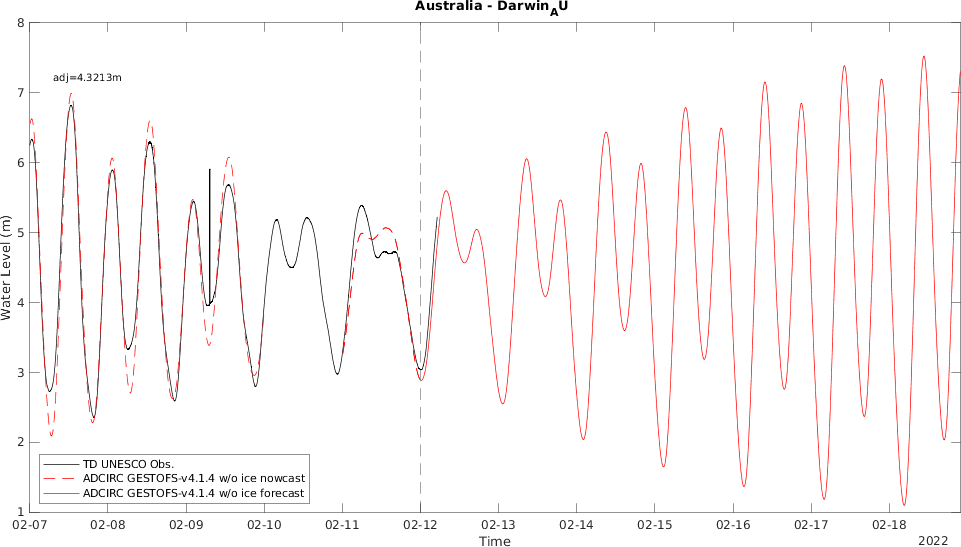 Australia - Darwin_AU
adj=4.3213m
8
7
6
5
4
3
2
1
Water Level (m)
TD UNESCO Obs.
ADCIRC GESTOFS-v4.1.4 w/o ice nowcast
ADCIRC GESTOFS-v4.1.4 w/o ice forecast
02-07 02-08 02-09 02-10 02-11 02-12 02-13 02-14 02-15 02-16 02-17 02-18
Time
2022